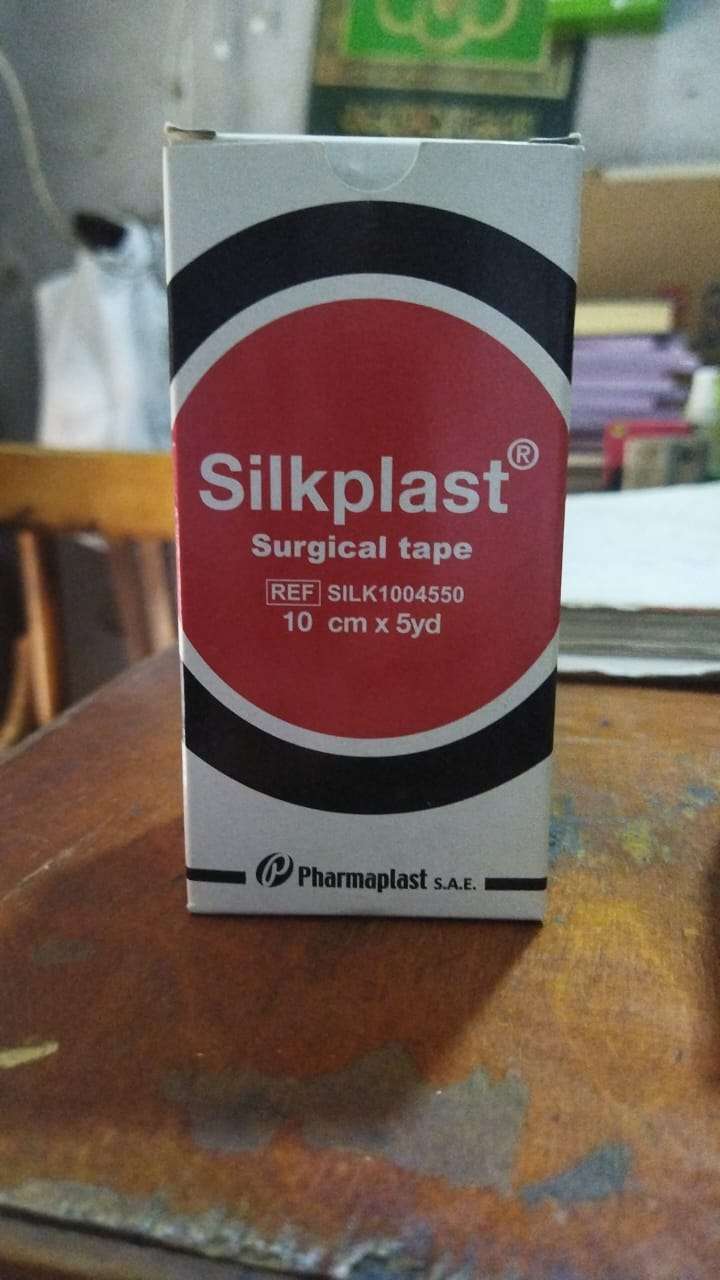 Silkplast®
Surgical tape
REF SILK1004550
10 cm x 5yd
Pharmaplast S.A.E.